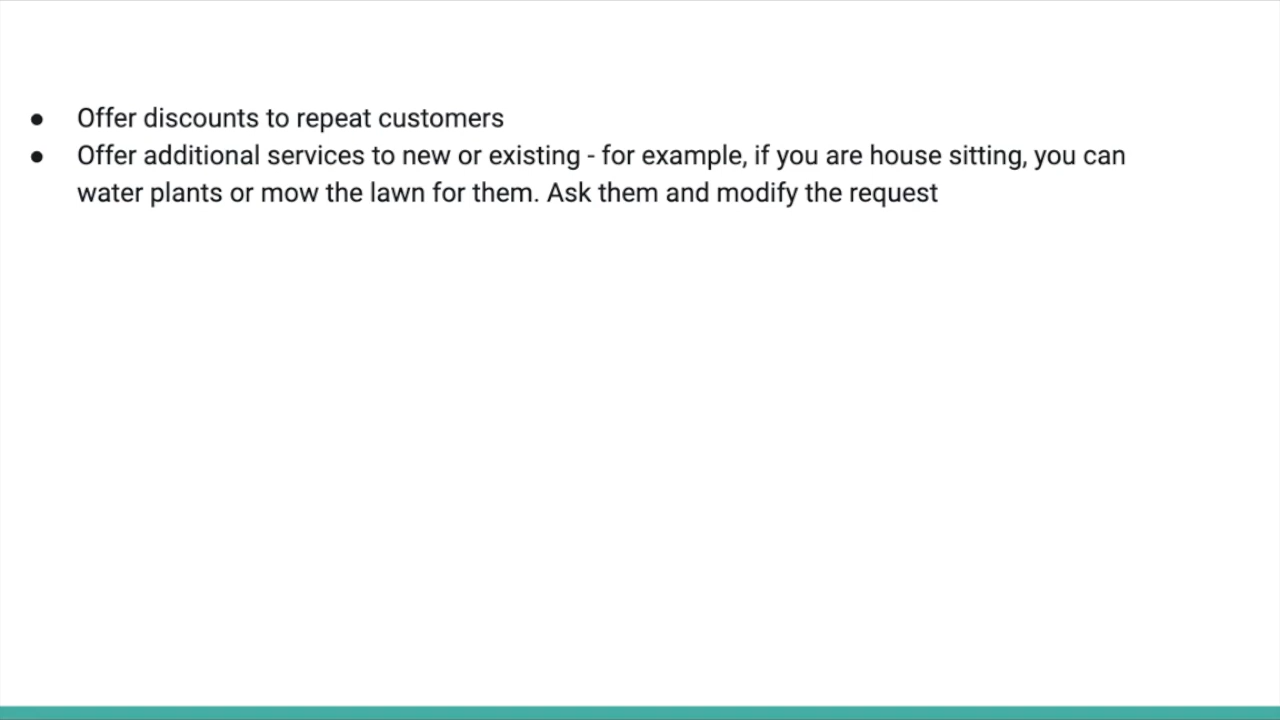 ● Offer discounts to repeat customers
● Offer additional services to new or existing - for example, if you are house sitting, you can
water plants or mow the lawn for them. Ask them and modify the request